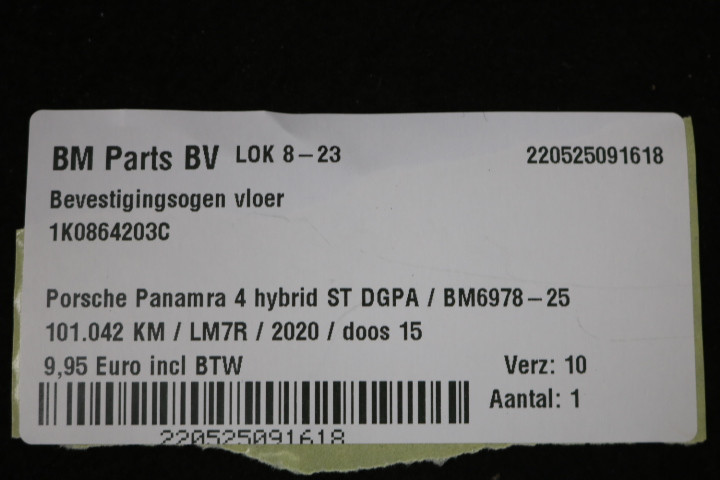 BM Parts BV LOK 8-23 220525091618
Bevestigingsogen vloer
1K0864203C
Porsche Panamra 4 hybrid ST DGPA / BM6978-25
101.042 KM / LM7R / 2020 / doos 15
9,95 Euro incl BTW Verz: 10
Aantal: 1
220525091618